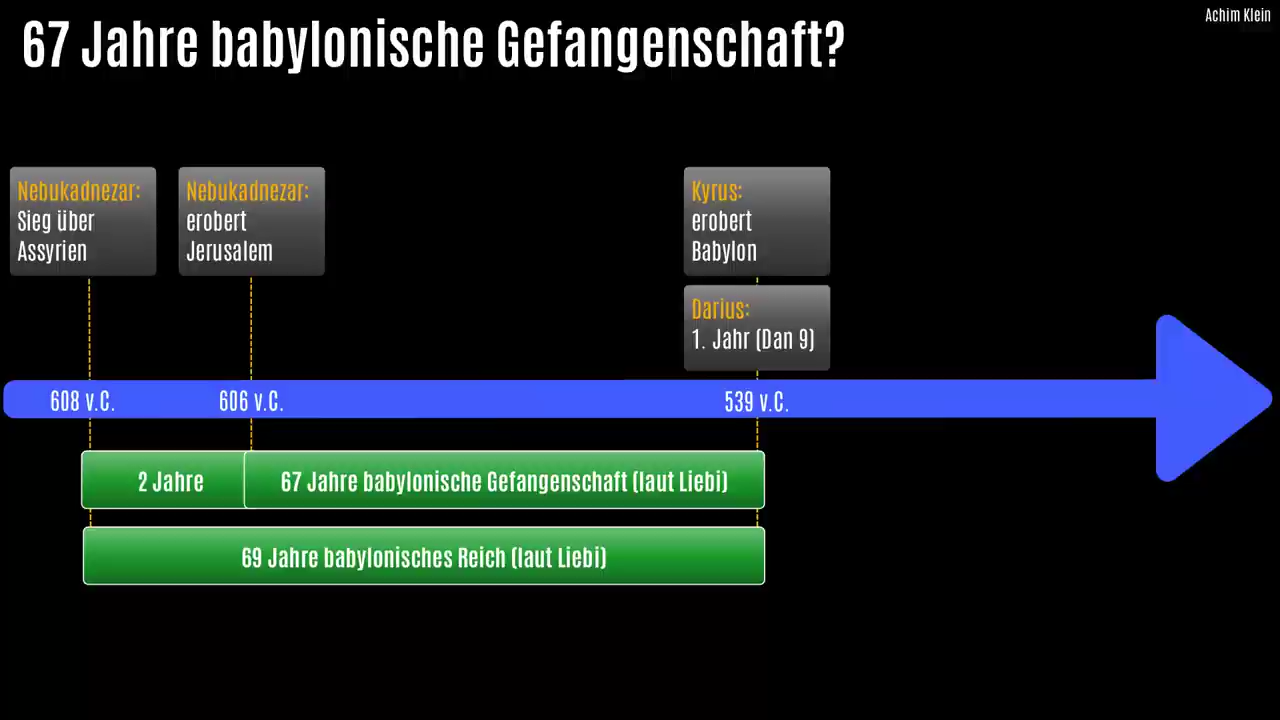 Achim Klein
67 Jahre babylonische Gefangenschaft?
Nebukadnezar:
Sieg über
Assyrien
Nebukadnezar:
erobert
Jerusalem
Kyrus:
erobert
Babylon
Darius:
1. Jahr (Dan 9)
608 v.C.
606 v.C.
539 v.C.
2 Jahre
67 Jahre babylonische Gefangenschaft (laut Liebi)
69 Jahre babylonisches Reich (laut Liebi)